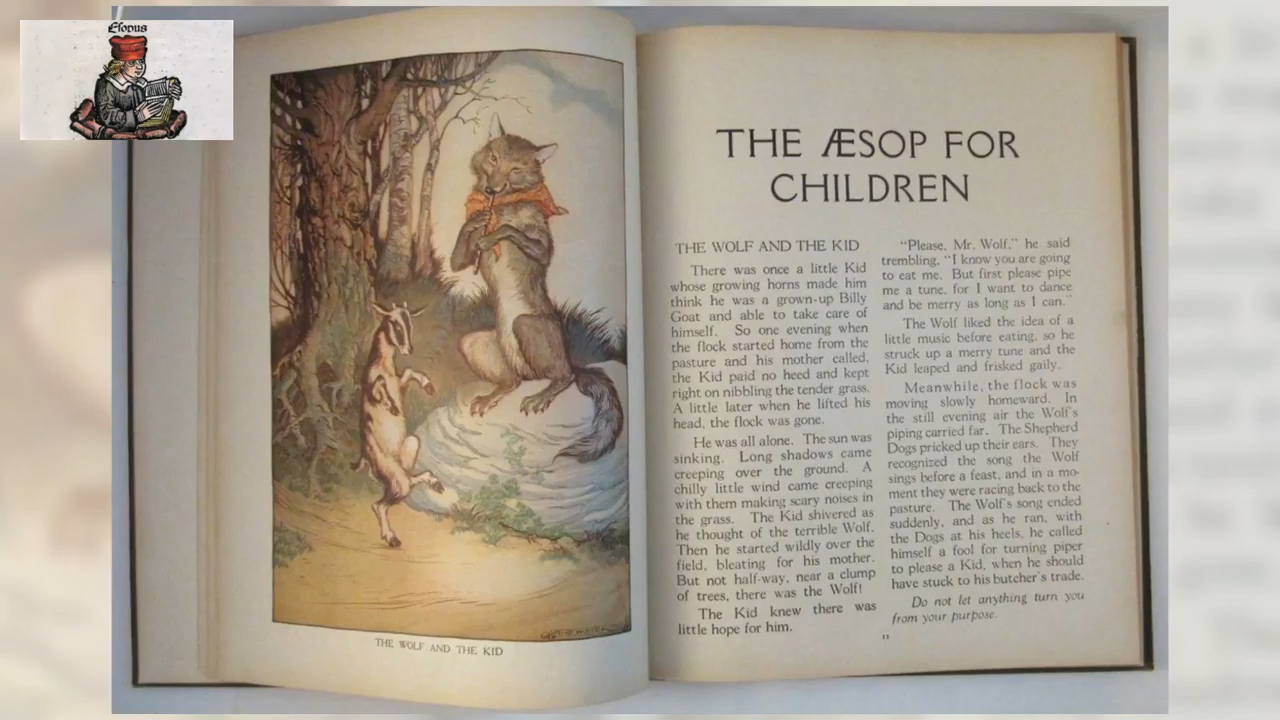 Esopus
THE WOLF AND THE KID
THE ÆSOP FOR
CHILDREN
THE WOLF AND THE KID
There was once a little Kid
whose growing horns made him
think he was a grown-up Billy
Goat and able to take care of
himself. So one evening when
the flock started home from the
pasture and his mother called,
the Kid paid no heed and kept
right on nibbling the tender grass.
A little later when he lifted his
head, the flock was gone.
He was all alone. The sun was
sinking. Long shadows came
creeping over the ground. A
chilly little wind came creeping
with them making scary noises in
the grass. The Kid shivered as
he thought of the terrible Wolf.
Then he started wildly over the
field, bleating for his mother.
But not half-way, near a clump
of trees, there was the Wolf!
The Kid knew there was
little hope for him.
"Please, Mr. Wolf," he said
trembling, "I know you are going
to eat me. But first please pipe
me a tune, for I want to dance
and be merry as long as I can."
The Wolf liked the idea of a
little music before eating, so he
struck up a merry tune and the
Kid leaped and frisked gaily.
Meanwhile, the flock was
moving slowly homeward. In
the still evening air the Wolf's
piping carried far. The Shepherd
Dogs pricked up their ears. They
recognized the song the Wolf
sings before a feast, and in a mo-
ment they were racing back to the
pasture. The Wolf's song ended
suddenly, and as he ran, with
the Dogs at his heels, he called
himself a fool for turning piper
to please a Kid, when he should
have stuck to his butcher's trade.
Do not let anything turn you
from your purpose.